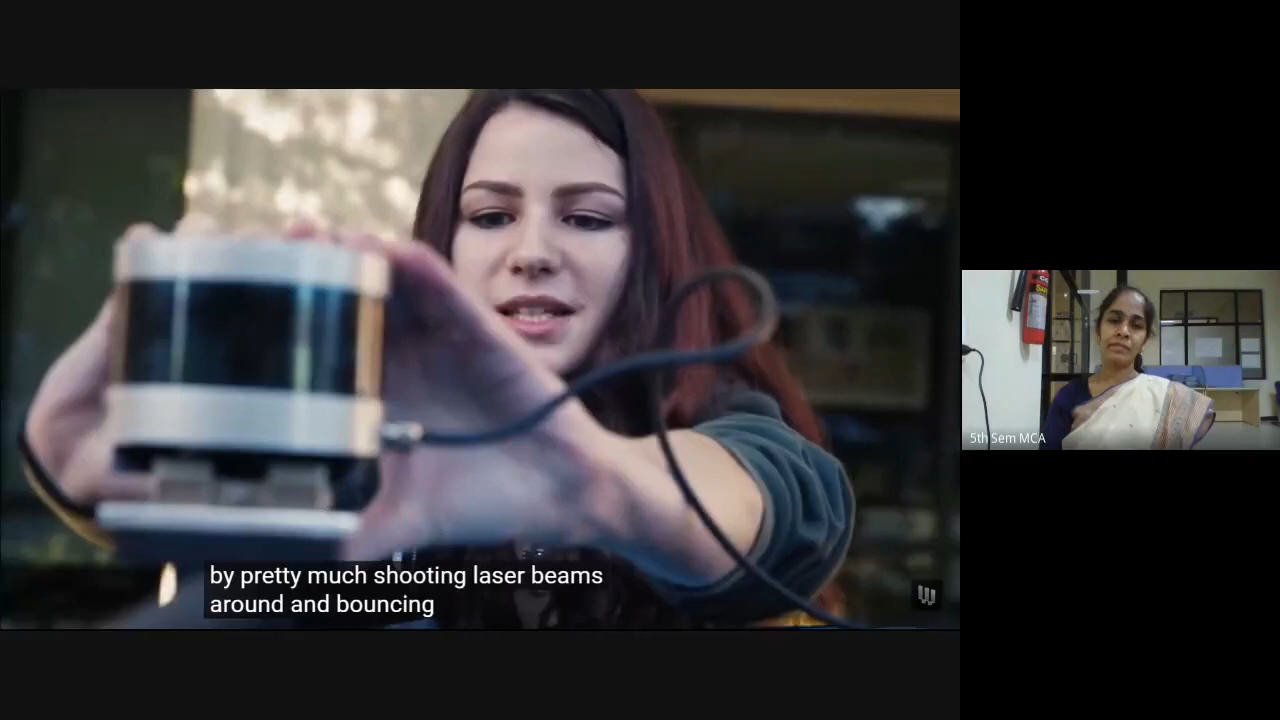 by pretty much shooting laser beams
around and bouncing
5th Sem MCA